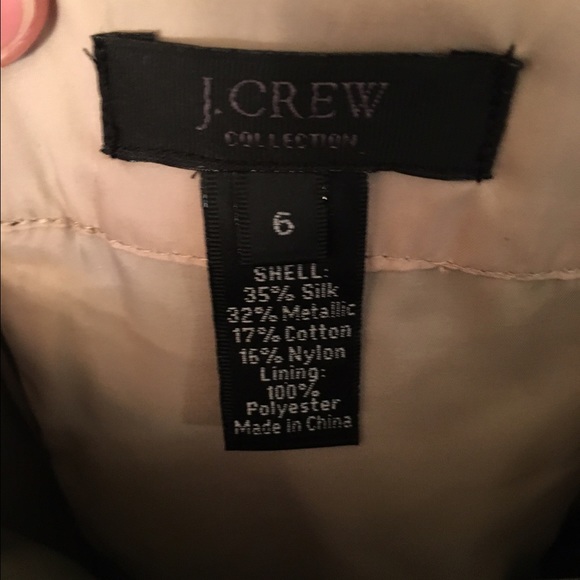 J.CREW
COLLECTION
6
SHELL:
35% Silk
32% Metallic
17% Cotton
16% Nylon
Lining:
100%
Polyester
Made in China